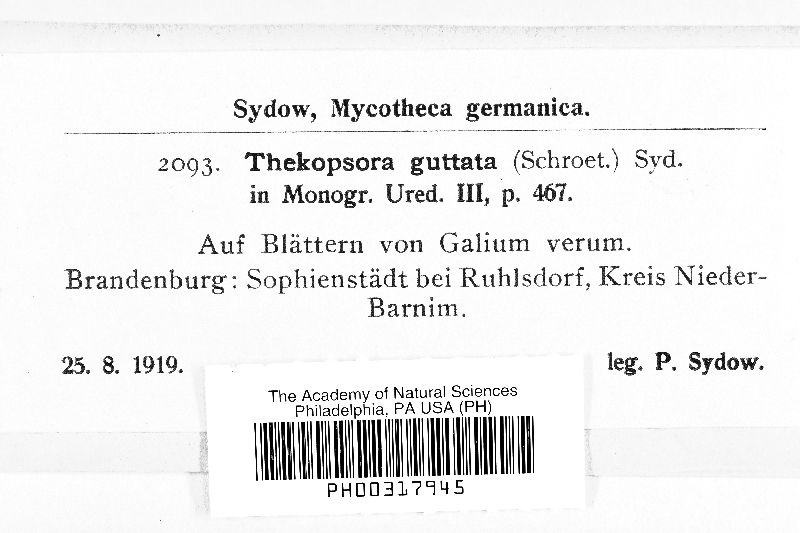 Sydow, Mycotheca germanica.
2093. Thekopsora guttata (Schroet.) Syd.
in Monogr. Ured. III, p. 467.
Auf Blättern von Galium verum.
Brandenburg: Sophienstädt bei Ruhlsdorf, Kreis Nieder-
Barnim.
25. 8. 1919. leg. P. Sydow.
The Academy of Natural Sciences
Philadelphia, PA USA (PH)
PH00317945